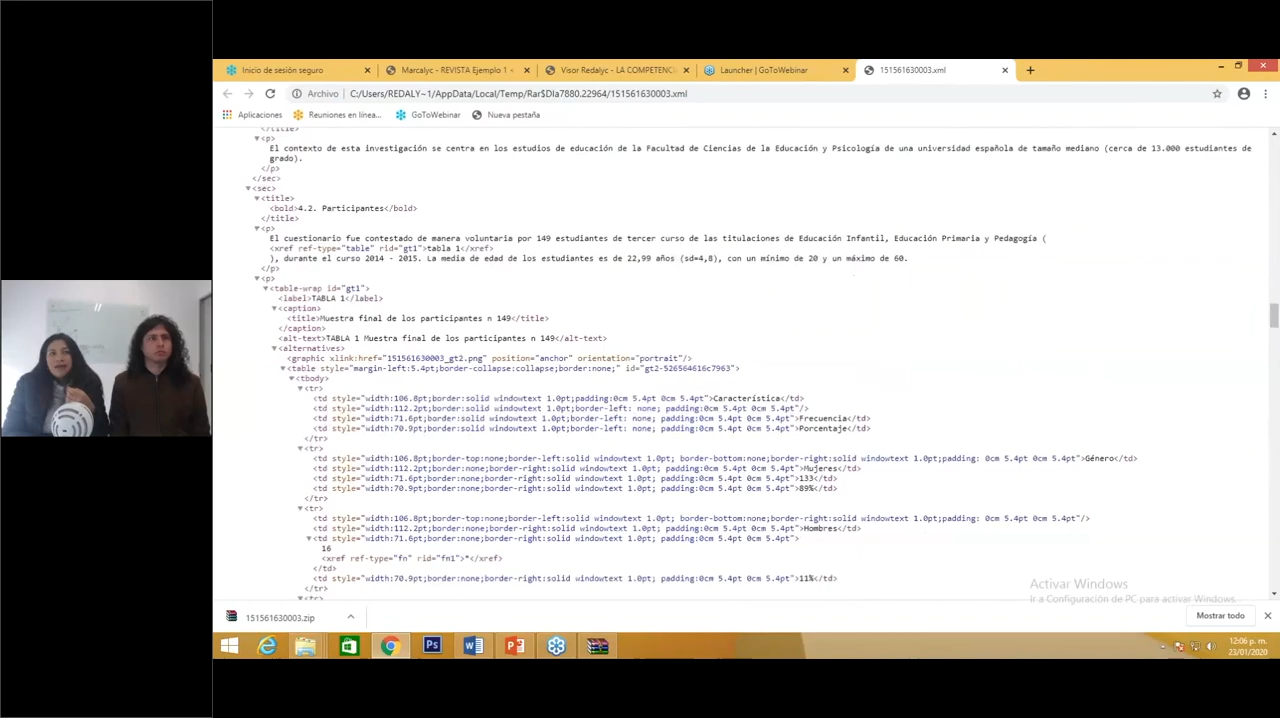 Inicio de sesión seguro
Marcalyc - REVISTA Ejemplo 1
Visor Redalyc - LA COMPETENCI
Launcher | GoToWebinar
151561630003.xml
Archivo | C:/Users/REDALY~1/AppData/Local/Temp/Rar$DIa7880.22964/151561630003.xml
Aplicaciones
Reuniones en línea...
GoToWebinar
Nueva pestaña
</title>
▼<p>
El contexto de esta investigación se centra en los estudios de educación de la Facultad de Ciencias de la Educación y Psicología de una universidad española de tamaño mediano (cerca de 13.000 estudiantes de
grado).
</p>
</sec>
▼<sec>
▼<title>
<bold>4.2. Participantes</bold>
</title>
▼<p>
El cuestionario fue contestado de manera voluntaria por 149 estudiantes de tercer curso de las titulaciones de Educación Infantil, Educación Primaria y Pedagogía (
<xref ref-type="table" rid="gt1">tabla 1</xref>
), durante el curso 2014 - 2015. La media de edad de los estudiantes es de 22,99 años (sd=4,8), con un mínimo de 20 y un máximo de 60.
</p>
▼<p>
▼<table-wrap id="gt1">
<label>TABLA 1</label>
▼<caption>
<title>Muestra final de los participantes n 149</title>
</caption>
<alt-text>TABLA 1 Muestra final de los participantes n 149</alt-text>
▼<alternatives>
<graphic xlink:href="151561630003_gt2.png" position="anchor" orientation="portrait"/>
▼<table style="margin-left:5.4pt;border-collapse:collapse;border:none;" id="gt2-526564616c7963">
▼<tbody>
▼<tr>
<td style="width:106.8pt;border:solid windowtext 1.0pt;padding:0cm 5.4pt 0cm 5.4pt">Característica</td>
<td style="width:112.2pt;border:solid windowtext 1.0pt;border-left: none; padding:0cm 5.4pt 0cm 5.4pt"/>
<td style="width:71.6pt;border:solid windowtext 1.0pt;border-left: none; padding:0cm 5.4pt 0cm 5.4pt">Frecuencia</td>
<td style="width:70.9pt;border:solid windowtext 1.0pt;border-left: none; padding:0cm 5.4pt 0cm 5.4pt">Porcentaje</td>
</tr>
▼<tr>
<td style="width:106.8pt;border-top:none;border-left:solid windowtext 1.0pt; border-bottom:none;border-right:solid windowtext 1.0pt;padding: 0cm 5.4pt 0cm 5.4pt">Género</td>
<td style="width:112.2pt;border:none;border-right:solid windowtext 1.0pt; padding:0cm 5.4pt 0cm 5.4pt">Mujeres</td>
<td style="width:71.6pt;border:none;border-right:solid windowtext 1.0pt; padding:0cm 5.4pt 0cm 5.4pt">133</td>
<td style="width:70.9pt;border:none;border-right:solid windowtext 1.0pt; padding:0cm 5.4pt 0cm 5.4pt">89%</td>
</tr>
▼<tr>
<td style="width:106.8pt;border-top:none;border-left:solid windowtext 1.0pt; border-bottom:none;border-right:solid windowtext 1.0pt;padding: 0cm 5.4pt 0cm 5.4pt"/>
<td style="width:112.2pt;border:none;border-right:solid windowtext 1.0pt; padding:0cm 5.4pt 0cm 5.4pt">Hombres</td>
▼<td style="width:71.6pt;border:none;border-right:solid windowtext 1.0pt; padding:0cm 5.4pt 0cm 5.4pt">
16
<xref ref-type="fn" rid="fn1">*</xref>
</td>
<td style="width:70.9pt;border:none;border-right:solid windowtext 1.0pt; padding:0cm 5.4pt 0cm 5.4pt">11%</td>
</tr>
▼<tr>
Activar Windows
Ir a Configuración de PC para activar Windows.
151561630003.zip
Mostrar todo
Ps
12:06 p. m.
23/01/2020